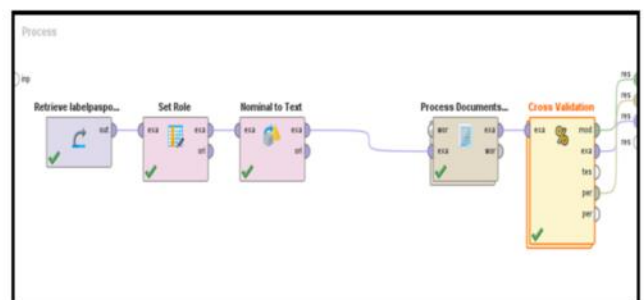 Process
inp
res
res
res
res
Retrieve labelpaspo...
Set Role
Nominal to Text
Process Documents...
Cross Validation
out
exa
exa
ori
exa
exa
ori
wor
exa
exa
wor
exa
mod
exa
tes
per
per